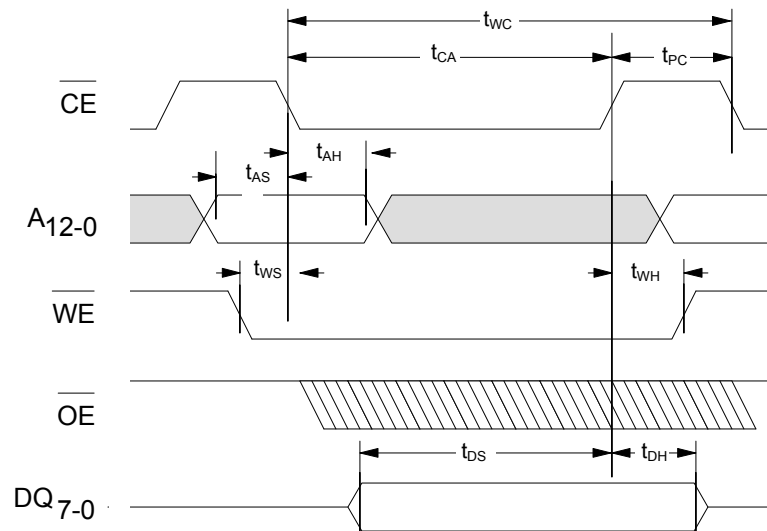 tWC
tCA
tPC
CE
tAH
tAS
A12-0
tWS
tWH
WE
OE
tDS
tDH
DQ7-0